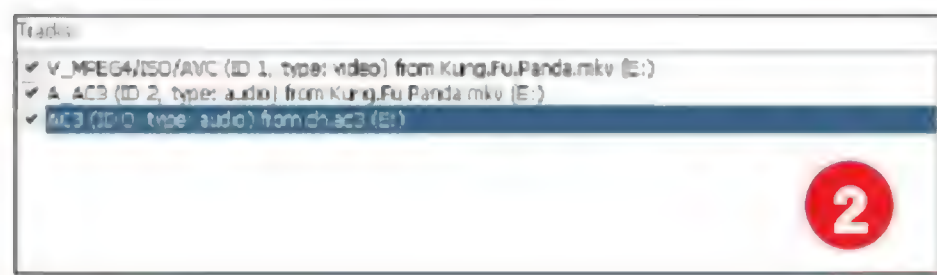 Tracks:
V_MPEG4/ISO/AVC (ID 1, type: video) from Kung.Fu.Panda.mkv (E:)
A_AC3 (ID 2, type: audio) from Kung.Fu.Panda.mkv (E:)
AC3 (ID 0, type: audio) from ch.ac3 (E:)
2